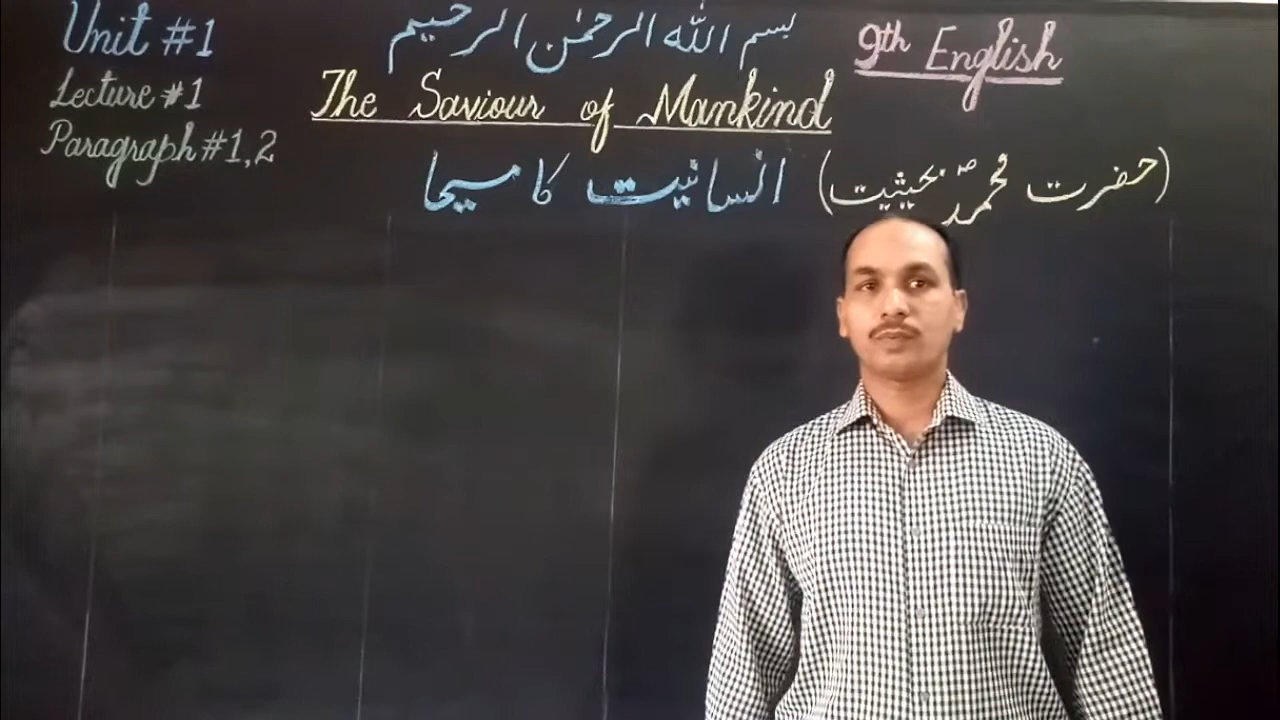 بسم الله الرحمٰن الرحیم
Unit #1
9th English
Lecture #1
The Saviour of Mankind
Paragraph #1,2
(حضرت محمدؐ بحیثیت) انسانیت کا مسیحا